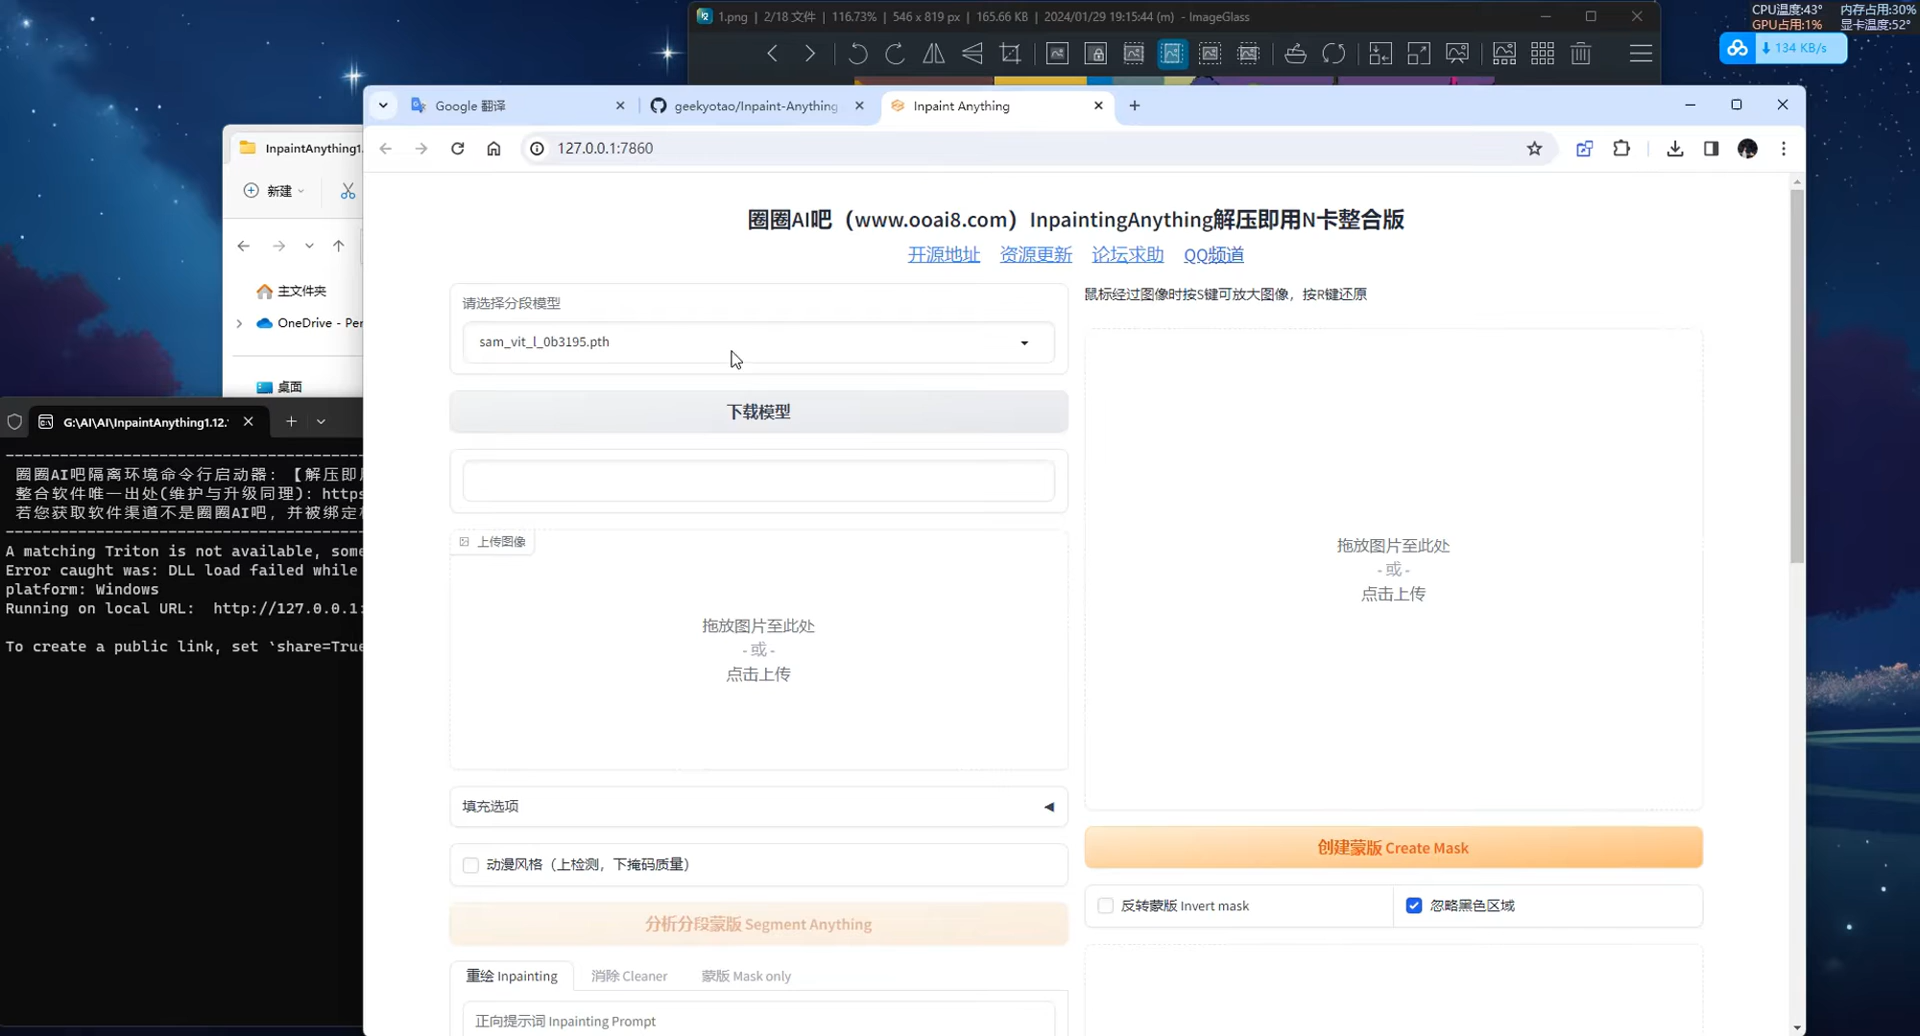 1.png | 2/18 文件 | 116.73% | 546 x 819 px | 165.66 KB | 2024/01/29 19:15:44 (m) - ImageGlass
CPU温度:43° 内存占用:30%
GPU占用:1% 显卡温度:52°
134 KB/s
Google 翻译
geekyotao/Inpaint-Anything
Inpaint Anything
127.0.0.1:7860
InpaintAnything1.
新建
主文件夹
OneDrive - Per
桌面
G:\AI\AI\InpaintAnything1.12.
圈圈AI吧隔离环境命令行启动器：【解压即
整合软件唯一出处(维护与升级同理)：https
若您获取软件渠道不是圈圈AI吧，并被绑定
A matching Triton is not available, some
Error caught was: DLL load failed while
platform: Windows
Running on local URL: http://127.0.0.1:
To create a public link, set `share=True
圈圈AI吧（www.ooai8.com）InpaintingAnything解压即用N卡整合版
开源地址 资源更新 论坛求助 QQ频道
请选择分段模型
sam_vit_l_0b3195.pth
下载模型
上传图像
拖放图片至此处
- 或 -
点击上传
填充选项
动漫风格（上检测，下掩码质量）
分析分段蒙版 Segment Anything
重绘 Inpainting 消除 Cleaner 蒙版 Mask only
正向提示词 Inpainting Prompt
鼠标经过图像时按S键可放大图像，按R键还原
拖放图片至此处
- 或 -
点击上传
创建蒙版 Create Mask
反转蒙版 Invert mask
忽略黑色区域